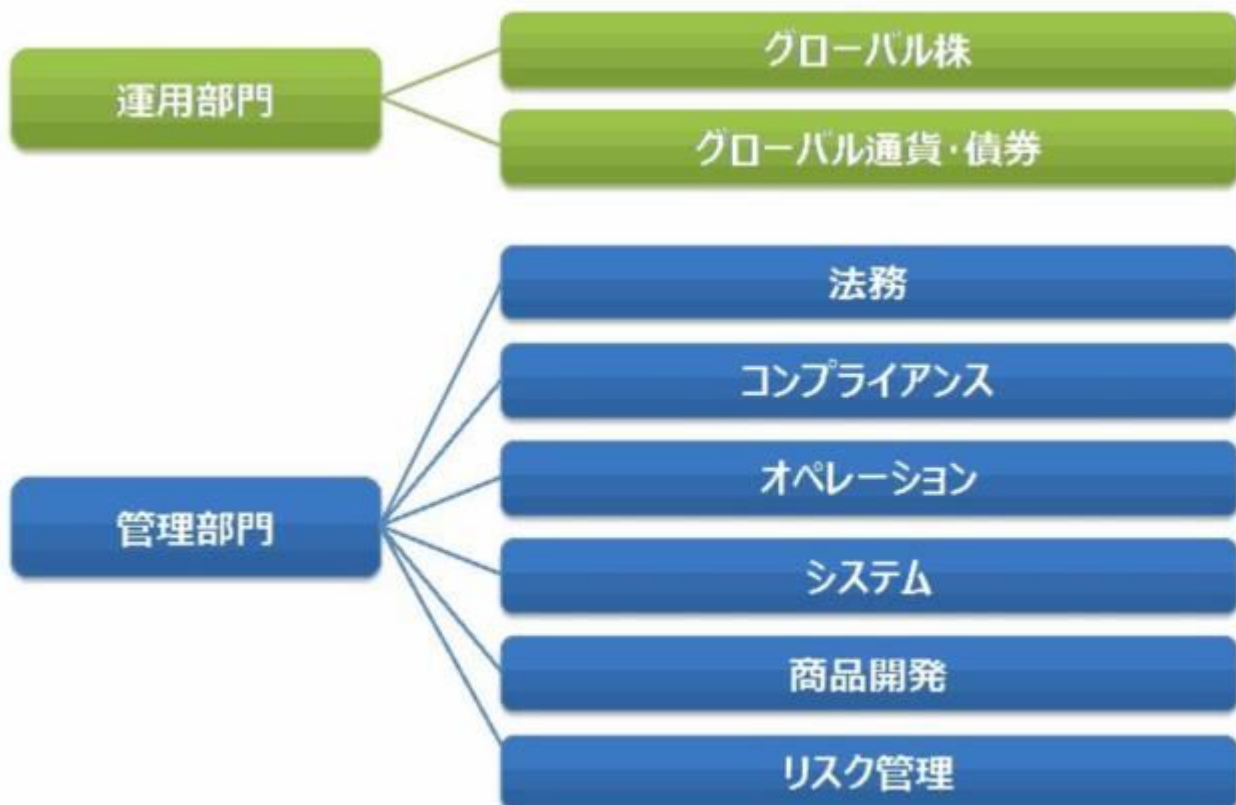 運用部門
グローバル株
グローバル通貨・債券
管理部門
法務
コンプライアンス
オペレーション
システム
商品開発
リスク管理